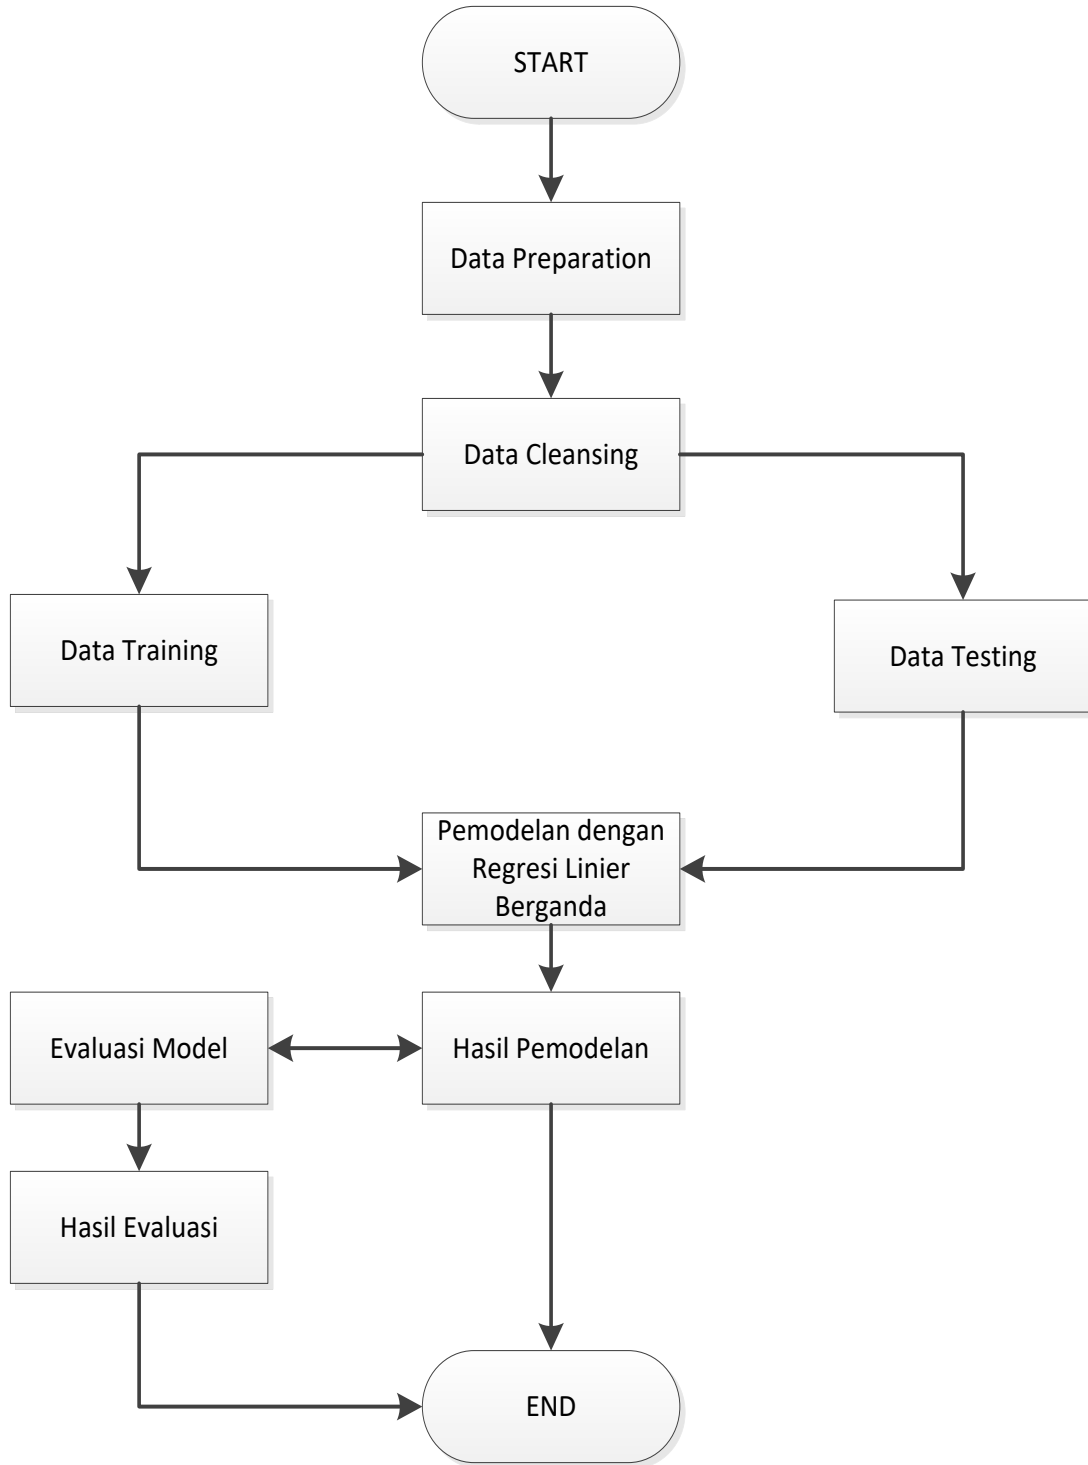 START
Data Preparation
Data Cleansing
Data Training
Data Testing
Pemodelan dengan
Regresi Linier
Berganda
Evaluasi Model
Hasil Pemodelan
Hasil Evaluasi
END